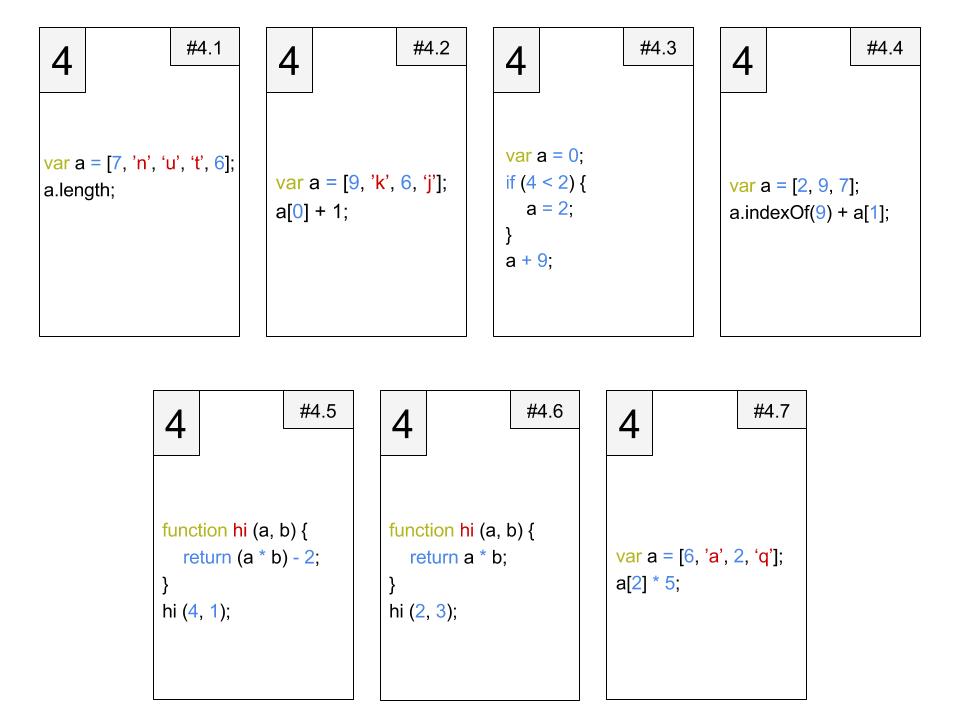 4
#4.1
var a = [7, ’n’, ‘u’, ‘t’, 6];
a.length;
4
#4.2
var a = [9, ’k’, 6, ‘j’];
a[0] + 1;
4
#4.3
var a = 0;
if (4 < 2) {
a = 2;
}
a + 9;
4
#4.4
var a = [2, 9, 7];
a.indexOf(9) + a[1];
4
#4.5
function hi (a, b) {
return (a * b) - 2;
}
hi (4, 1);
4
#4.6
function hi (a, b) {
return a * b;
}
hi (2, 3);
4
#4.7
var a = [6, ’a’, 2, ‘q’];
a[2] * 5;